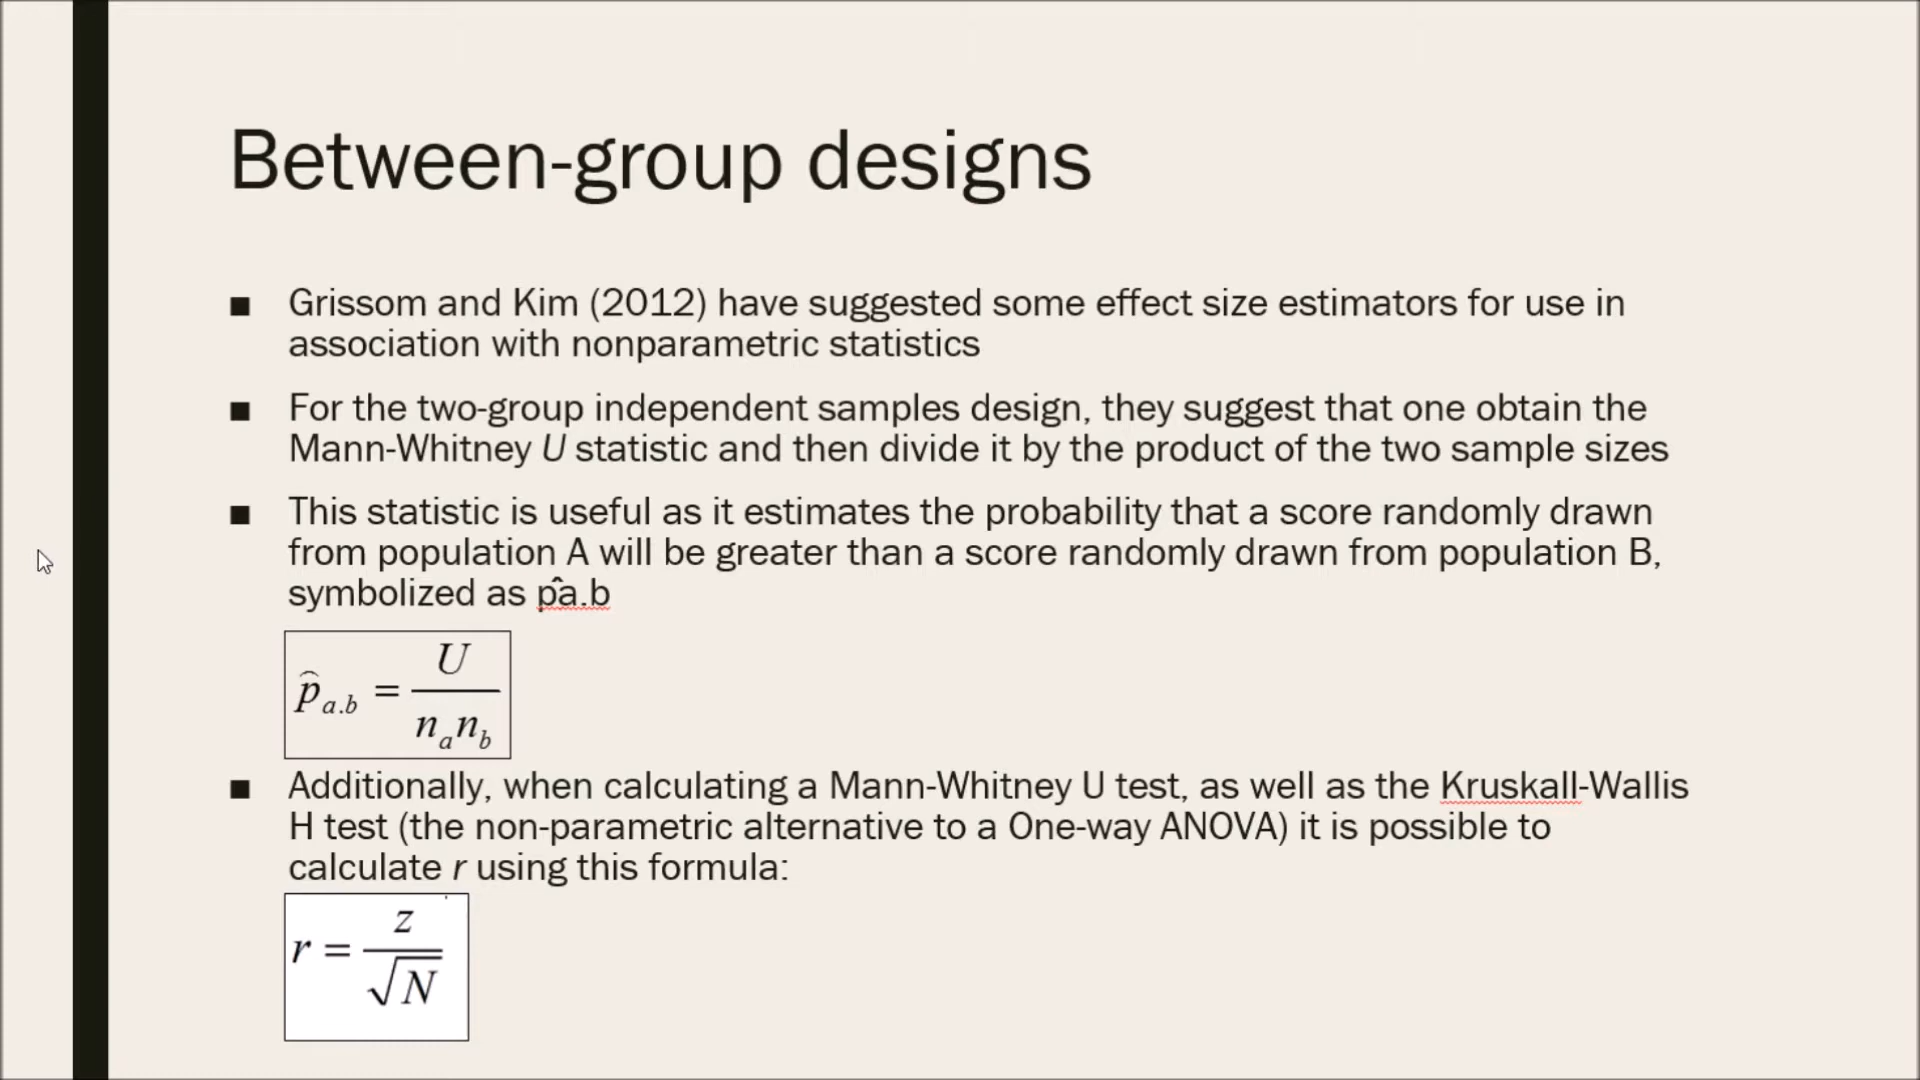 Between-group designs
■ Grissom and Kim (2012) have suggested some effect size estimators for use in
association with nonparametric statistics
■ For the two-group independent samples design, they suggest that one obtain the
Mann-Whitney U statistic and then divide it by the product of the two sample sizes
■ This statistic is useful as it estimates the probability that a score randomly drawn
from population A will be greater than a score randomly drawn from population B,
symbolized as p̂a.b
p̂ a.b = U / n_a n_b
■ Additionally, when calculating a Mann-Whitney U test, as well as the Kruskall-Wallis
H test (the non-parametric alternative to a One-way ANOVA) it is possible to
calculate r using this formula:
r = z / √N